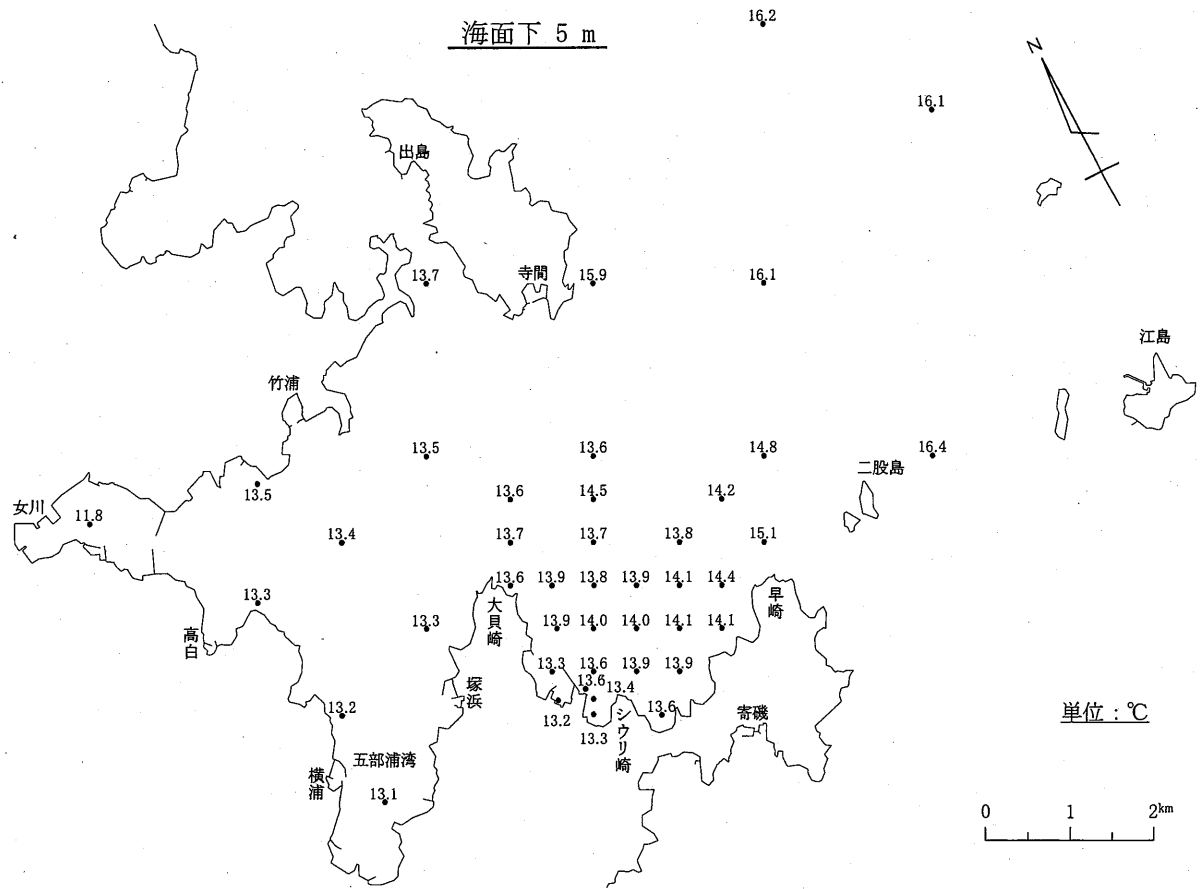 海面下 5 m
16.2
N
16.1
出島
13.7
寺間
15.9
16.1
江島
竹浦
13.5
13.6
14.8
16.4
二股島
女川
11.8
13.5
13.6
14.5
14.2
13.4
13.7
13.7
13.8
15.1
13.6
13.9
13.8
13.9
14.1
14.4
13.3
高白
13.3
大貝崎
13.9
14.0
14.0
14.1
14.1
早崎
13.3
13.6
13.9
13.9
塚浜
13.6
13.4
13.2
13.2
13.3
シウリ崎
13.6
寄磯
単位：℃
五部浦湾
横浦
13.1
0 1 2km